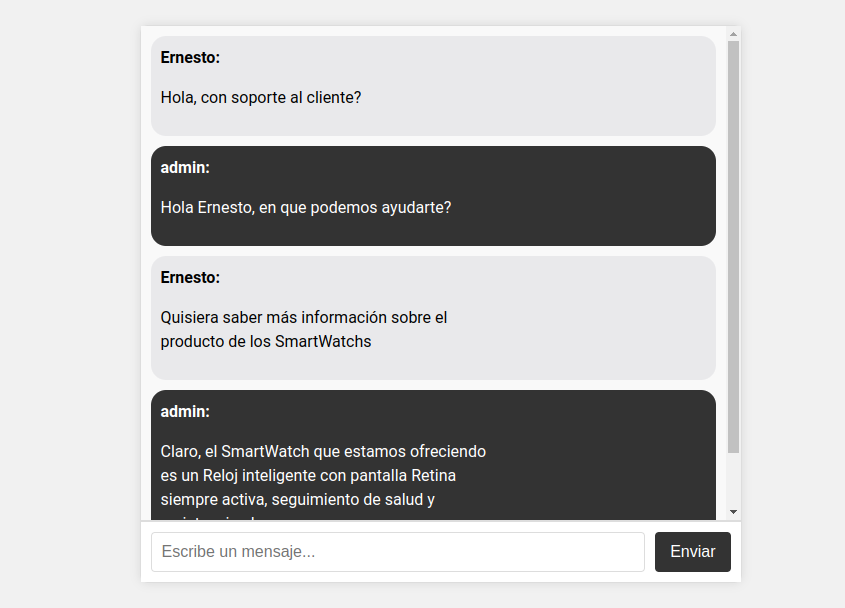 Ernesto:
Hola, con soporte al cliente?
admin:
Hola Ernesto, en que podemos ayudarte?
Ernesto:
Quisiera saber más información sobre el
producto de los SmartWatchs
admin:
Claro, el SmartWatch que estamos ofreciendo
es un Reloj inteligente con pantalla Retina
siempre activa, seguimiento de salud y
Escribe un mensaje...
Enviar